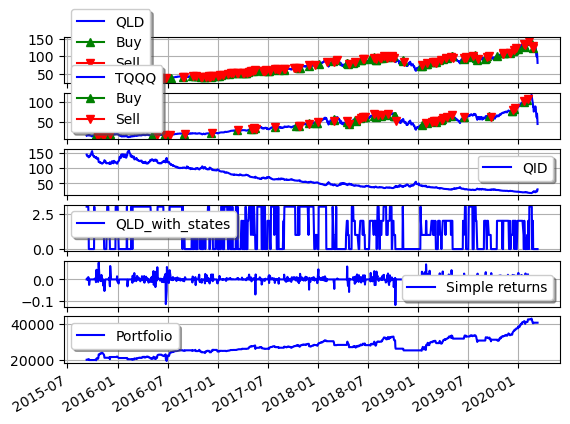 QLD
Buy
Sell
150
100
50
TQQQ
Buy
Sell
100
50
150
100
50
QID
2.5
0.0
QLD_with_states
0.0
−0.1
Simple returns
40000
20000
Portfolio
2015-07
2016-01
2016-07
2017-01
2017-07
2018-01
2018-07
2019-01
2019-07
2020-01